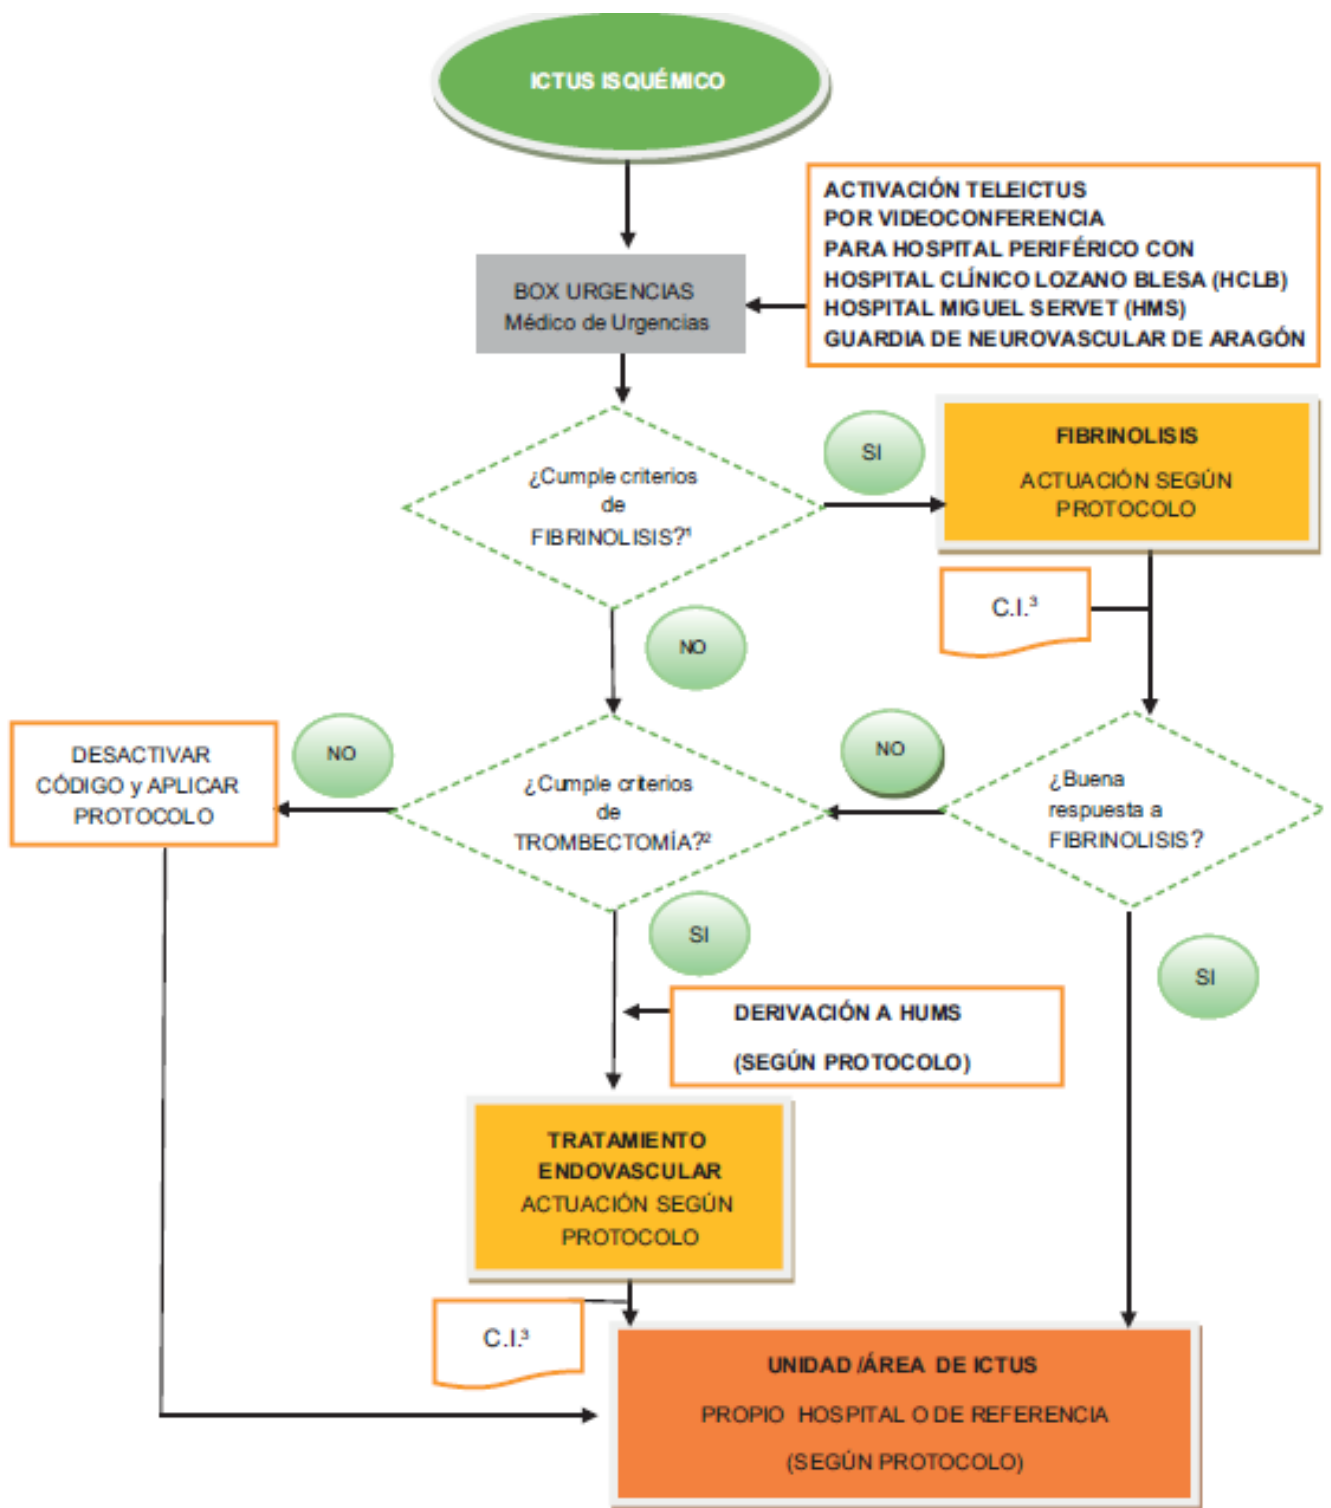 ICTUS ISQUÉMICO
ACTIVACIÓN TELEICTUS
POR VIDEOCONFERENCIA
PARA HOSPITAL PERIFÉRICO CON
HOSPITAL CLÍNICO LOZANO BLESA (HCLB)
HOSPITAL MIGUEL SERVET (HMS)
GUARDIA DE NEUROVASCULAR DE ARAGÓN
BOX URGENCIAS
Médico de Urgencias
¿Cumple criterios
de
FIBRINOLISIS?¹
SI
FIBRINOLISIS
ACTUACIÓN SEGÚN
PROTOCOLO
C.I.³
NO
DESACTIVAR
CÓDIGO y APLICAR
PROTOCOLO
NO
¿Cumple criterios
de
TROMBECTOMÍA?²
NO
¿Buena
respuesta a
FIBRINOLISIS?
SI
SI
DERIVACIÓN A HUMS
(SEGÚN PROTOCOLO)
TRATAMIENTO
ENDOVASCULAR
ACTUACIÓN SEGÚN
PROTOCOLO
C.I.³
UNIDAD /ÁREA DE ICTUS
PROPIO HOSPITAL O DE REFERENCIA
(SEGÚN PROTOCOLO)